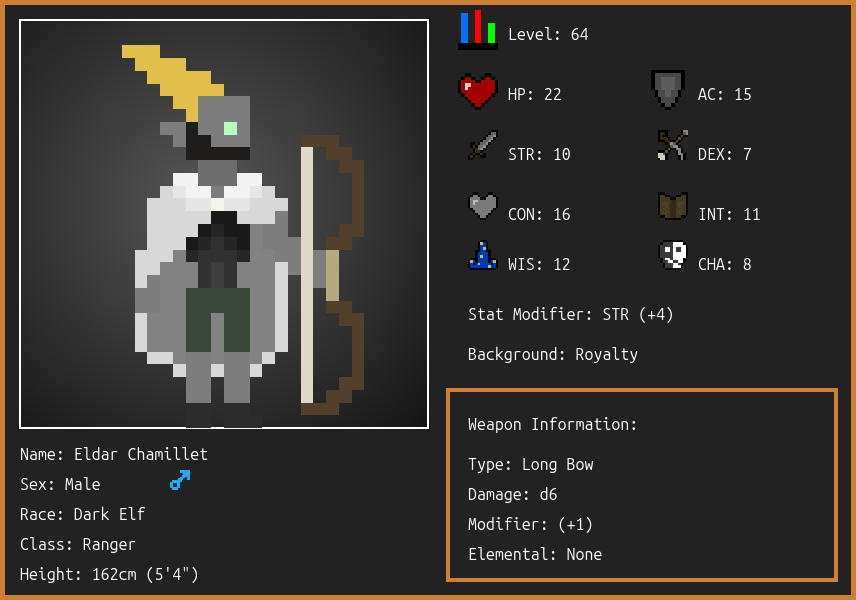 Level: 64
HP: 22
AC: 15
STR: 10
DEX: 7
CON: 16
INT: 11
WIS: 12
CHA: 8
Stat Modifier: STR (+4)
Background: Royalty
Weapon Information:
Type: Long Bow
Damage: d6
Modifier: (+1)
Elemental: None
Name: Eldar Chamillet
Sex: Male
Race: Dark Elf
Class: Ranger
Height: 162cm (5'4")